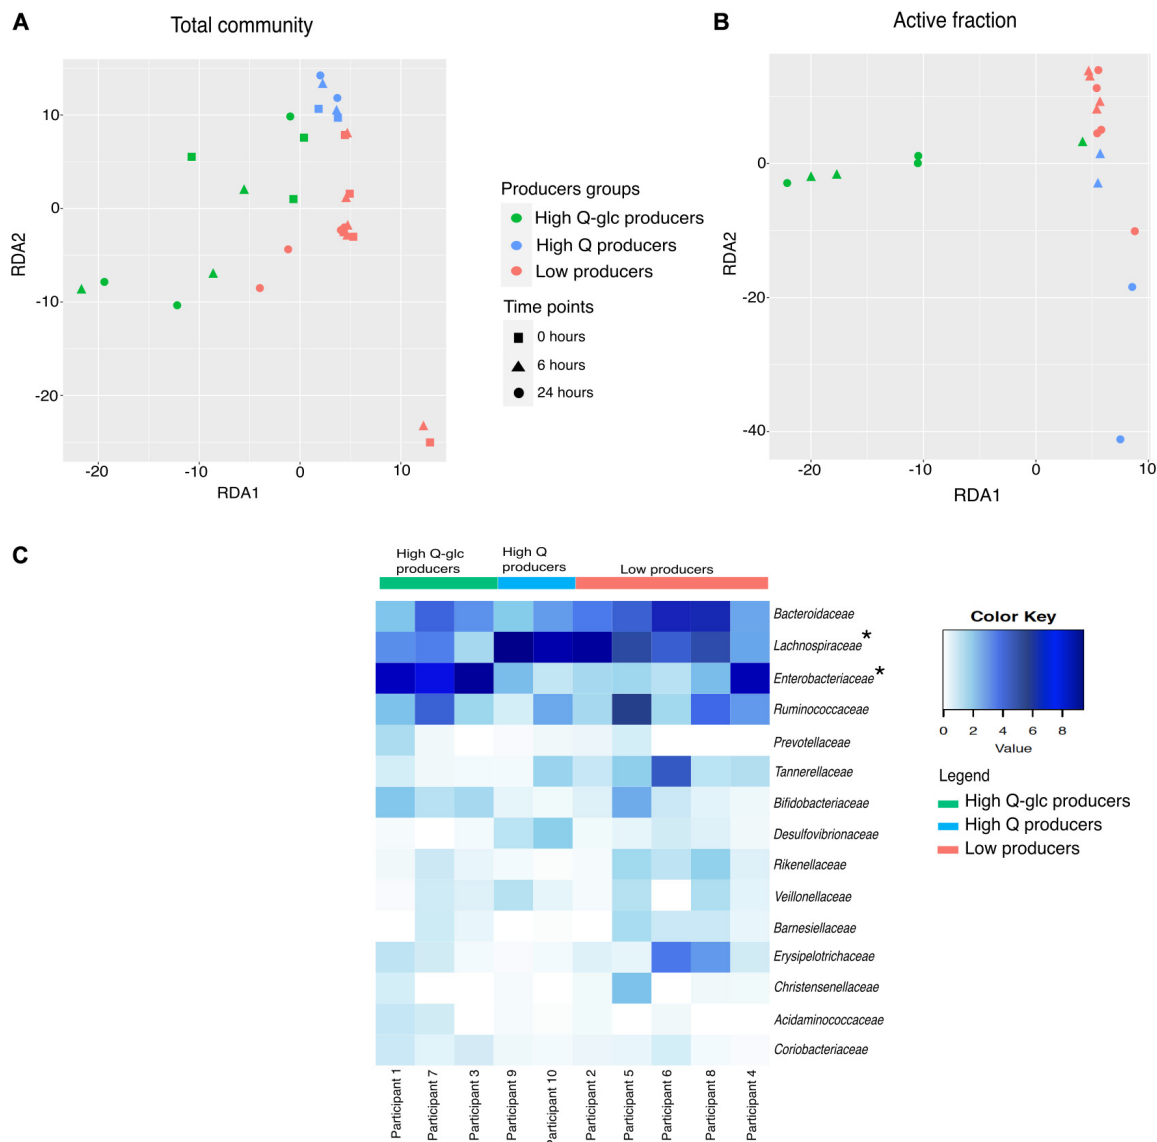 A
Total community
10
0
-10
-20
RDA2
-20
-10
0
10
RDA1
Producers groups
High Q-glc producers
High Q producers
Low producers
Time points
0 hours
6 hours
24 hours
B
Active fraction
0
-20
-40
RDA2
-20
-10
0
10
RDA1
C
High Q-glc
producers
High Q
producers
Low producers
Bacteroidaceae
Lachnospiraceae*
Enterobacteriaceae*
Ruminococcaceae
Prevotellaceae
Tannerellaceae
Bifidobacteriaceae
Desulfovibrionaceae
Rikenellaceae
Veillonellaceae
Barnesiellaceae
Erysipelotrichaceae
Christensenellaceae
Acidaminococcaceae
Coriobacteriaceae
Participant 1
Participant 7
Participant 3
Participant 9
Participant 10
Participant 2
Participant 5
Participant 6
Participant 8
Participant 4
Color Key
0 2 4 6 8
Value
Legend
High Q-glc producers
High Q producers
Low producers